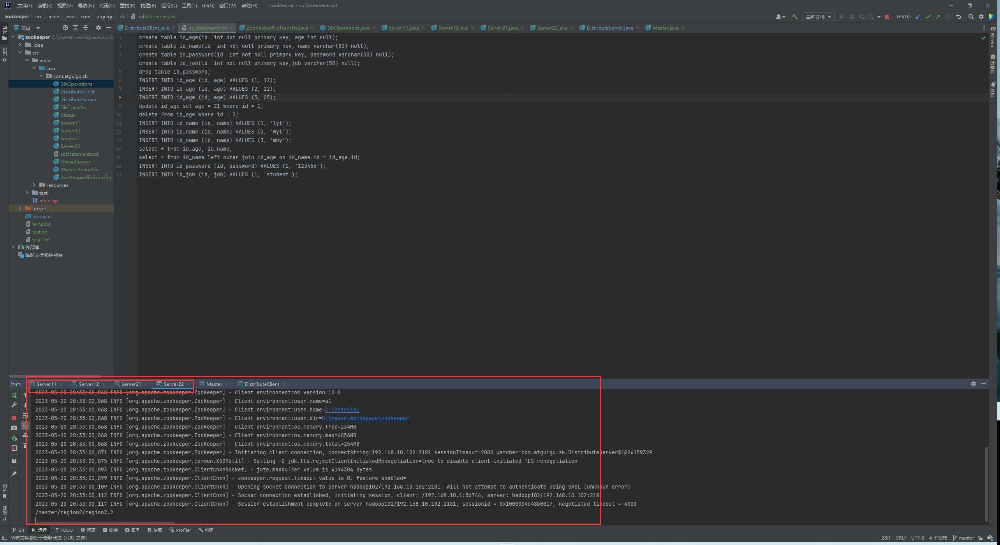 文件(F) 编辑(E) 视图(V) 导航(N) 代码(C) 重构(R) 构建(B) 运行(U) 工具(T) Git(G) 窗口(W) 帮助(H) zookeeper - sqlStatements.txt
zookeeper src main java com atguigu zk sqlStatements.txt
当前文件 Git(G):
项目
DistributeClient.java sqlStatements.txt ZooKeeperFileTransfer.java DbOperations.java Server11.java Server12.java Server21.java Server22.java DistributeServer.java Master.java
项目
提交
zookeeper D:\maven-workspace\zook
.idea
src
main
java
com.atguigu.zk
DbOperations
DistributeClient
DistributeServer
FileTransfer
Master
Server11
Server12
Server21
Server22
sqlStatements.txt
ThreadServer
WorkerRunnable
ZooKeeperFileTransfer
resources
test
main.zip
target
pom.xml
temp.txt
test.txt
test1.txt
外部库
临时文件和控制台
1 create table id_age(id  int not null primary key, age int null);
2 create table id_name(id  int not null primary key, name varchar(50) null);
3 create table id_password(id  int not null primary key, password varchar(50) null);
4 create table id_job(id  int not null primary key,job varchar(50) null);
5 drop table id_password;
6 INSERT INTO id_age (id, age) VALUES (1, 12);
7 INSERT INTO id_age (id, age) VALUES (2, 22);
8 INSERT INTO id_age (id, age) VALUES (3, 25);
9 update id_age set age = 21 where id = 1;
10 delete from id_age where id = 3;
11 INSERT INTO id_name (id, name) VALUES (1, 'lyt');
12 INSERT INTO id_name (id, name) VALUES (2, 'wyl');
13 INSERT INTO id_name (id, name) VALUES (3, 'mby');
14 select * from id_age, id_name;
15 select * from id_name left outer join id_age on id_name.id = id_age.id;
16 INSERT INTO id_password (id, password) VALUES (1, '123456');
17 INSERT INTO id_job (id, job) VALUES (1, 'student');
Maven
数据库
通知
运行: Server11 Server12 Server21 Server22 Master DistributeClient
2023-05-20 20:33:00,068 INFO [org.apache.zookeeper.ZooKeeper] - Client environment:os.version=10.0
2023-05-20 20:33:00,068 INFO [org.apache.zookeeper.ZooKeeper] - Client environment:user.name=a1
2023-05-20 20:33:00,068 INFO [org.apache.zookeeper.ZooKeeper] - Client environment:user.home=C:\Users\a1
2023-05-20 20:33:00,068 INFO [org.apache.zookeeper.ZooKeeper] - Client environment:user.dir=D:\maven-workspace\zookeeper
2023-05-20 20:33:00,068 INFO [org.apache.zookeeper.ZooKeeper] - Client environment:os.memory.free=234MB
2023-05-20 20:33:00,068 INFO [org.apache.zookeeper.ZooKeeper] - Client environment:os.memory.max=4056MB
2023-05-20 20:33:00,068 INFO [org.apache.zookeeper.ZooKeeper] - Client environment:os.memory.total=254MB
2023-05-20 20:33:00,071 INFO [org.apache.zookeeper.ZooKeeper] - Initiating client connection, connectString=192.168.10.102:2181 sessionTimeout=2000 watcher=com.atguigu.zk.DistributeServer$1@24159329
2023-05-20 20:33:00,075 INFO [org.apache.zookeeper.common.X509Util] - Setting -D jdk.tls.rejectClientInitiatedRenegotiation=true to disable client-initiated TLS renegotiation
2023-05-20 20:33:00,093 INFO [org.apache.zookeeper.ClientCnxnSocket] - jute.maxbuffer value is 4194304 Bytes
2023-05-20 20:33:00,099 INFO [org.apache.zookeeper.ClientCnxn] - zookeeper.request.timeout value is 0. feature enabled=
2023-05-20 20:33:00,109 INFO [org.apache.zookeeper.ClientCnxn] - Opening socket connection to server hadoop102/192.168.10.102:2181. Will not attempt to authenticate using SASL (unknown error)
2023-05-20 20:33:00,112 INFO [org.apache.zookeeper.ClientCnxn] - Socket connection established, initiating session, client: /192.168.10.1:56744, server: hadoop102/192.168.10.102:2181
2023-05-20 20:33:00,117 INFO [org.apache.zookeeper.ClientCnxn] - Session establishment complete on server hadoop102/192.168.10.102:2181, sessionid = 0x1000004c48b0017, negotiated timeout = 4000
/master/region2/region2.2
书签
结构
Git 运行 TODO 问题 终端 服务 依赖 Profiler 构建
所有文件都处于最新状态 (片刻 之前) 28:1 CRLF UTF-8 4 个空格 master